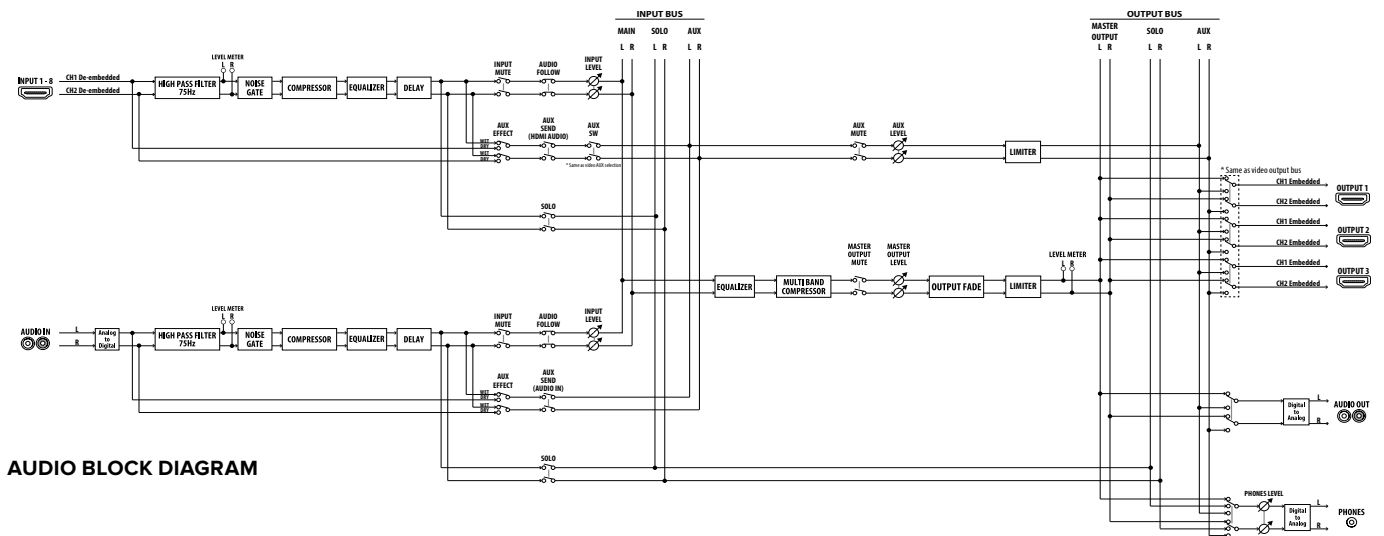 INPUT BUS
MAIN SOLO AUX
L R L R L R
OUTPUT BUS
MASTER OUTPUT SOLO AUX
L R L R L R
INPUT 1 - 8
CH1 De-embedded
CH2 De-embedded
HIGH PASS FILTER 75Hz
LEVEL METER
L R
NOISE GATE
COMPRESSOR
EQUALIZER
DELAY
INPUT MUTE
AUDIO FOLLOW
INPUT LEVEL
AUX EFFECT
WET
DRY
WET
DRY
AUX SEND (HDMI AUDIO)
AUX SW
* Same as video AUX selection
SOLO
AUX MUTE
AUX LEVEL
LIMITER
EQUALIZER
MULTI BAND COMPRESSOR
MASTER OUTPUT MUTE
MASTER OUTPUT LEVEL
OUTPUT FADE
LIMITER
LEVEL METER
L R
* Same as video output bus
CH1 Embedded
CH2 Embedded
OUTPUT 1
CH1 Embedded
CH2 Embedded
OUTPUT 2
CH1 Embedded
CH2 Embedded
OUTPUT 3
AUDIO IN
L
R
Analog to Digital
HIGH PASS FILTER 75Hz
LEVEL METER
L R
NOISE GATE
COMPRESSOR
EQUALIZER
DELAY
INPUT MUTE
AUDIO FOLLOW
INPUT LEVEL
AUX EFFECT
WET
DRY
WET
DRY
AUX SEND (AUDIO IN)
SOLO
Digital to Analog
L
R
AUDIO OUT
PHONES LEVEL
Digital to Analog
L
R
PHONES
AUDIO BLOCK DIAGRAM